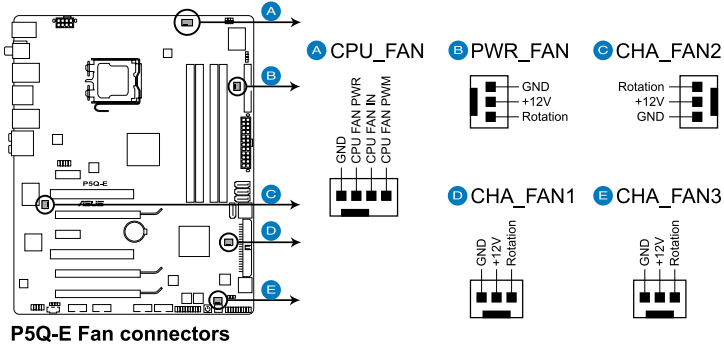 A
B
C
D
E
P5Q-E
ASUS
P5Q-E Fan connectors
A CPU_FAN
GND
CPU FAN PWR
CPU FAN IN
CPU FAN PWM
B PWR_FAN
GND
+12V
Rotation
C CHA_FAN2
Rotation
+12V
GND
D CHA_FAN1
GND
+12V
Rotation
E CHA_FAN3
GND
+12V
Rotation